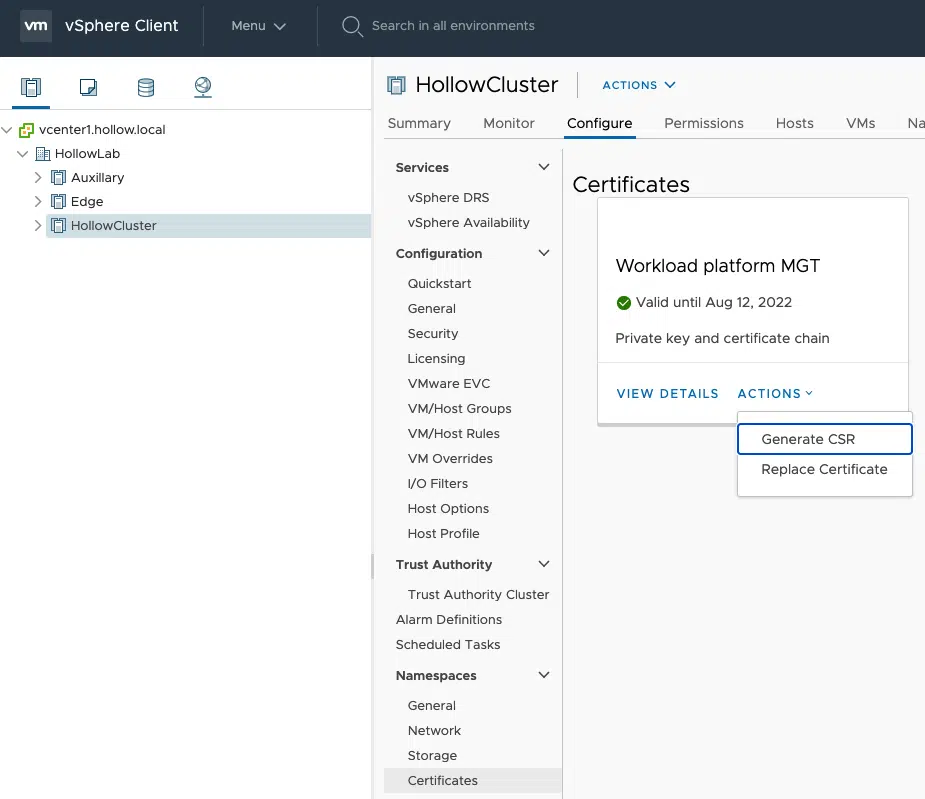 vm vSphere Client Menu Search in all environments
vcenter1.hollow.local
HollowLab
Auxillary
Edge
HollowCluster
HollowCluster ACTIONS
Summary Monitor Configure Permissions Hosts VMs Na
Services
vSphere DRS
vSphere Availability
Configuration
Quickstart
General
Security
Licensing
VMware EVC
VM/Host Groups
VM/Host Rules
VM Overrides
I/O Filters
Host Options
Host Profile
Trust Authority
Trust Authority Cluster
Alarm Definitions
Scheduled Tasks
Namespaces
General
Network
Storage
Certificates
Certificates
Workload platform MGT
Valid until Aug 12, 2022
Private key and certificate chain
VIEW DETAILS ACTIONS
Generate CSR
Replace Certificate